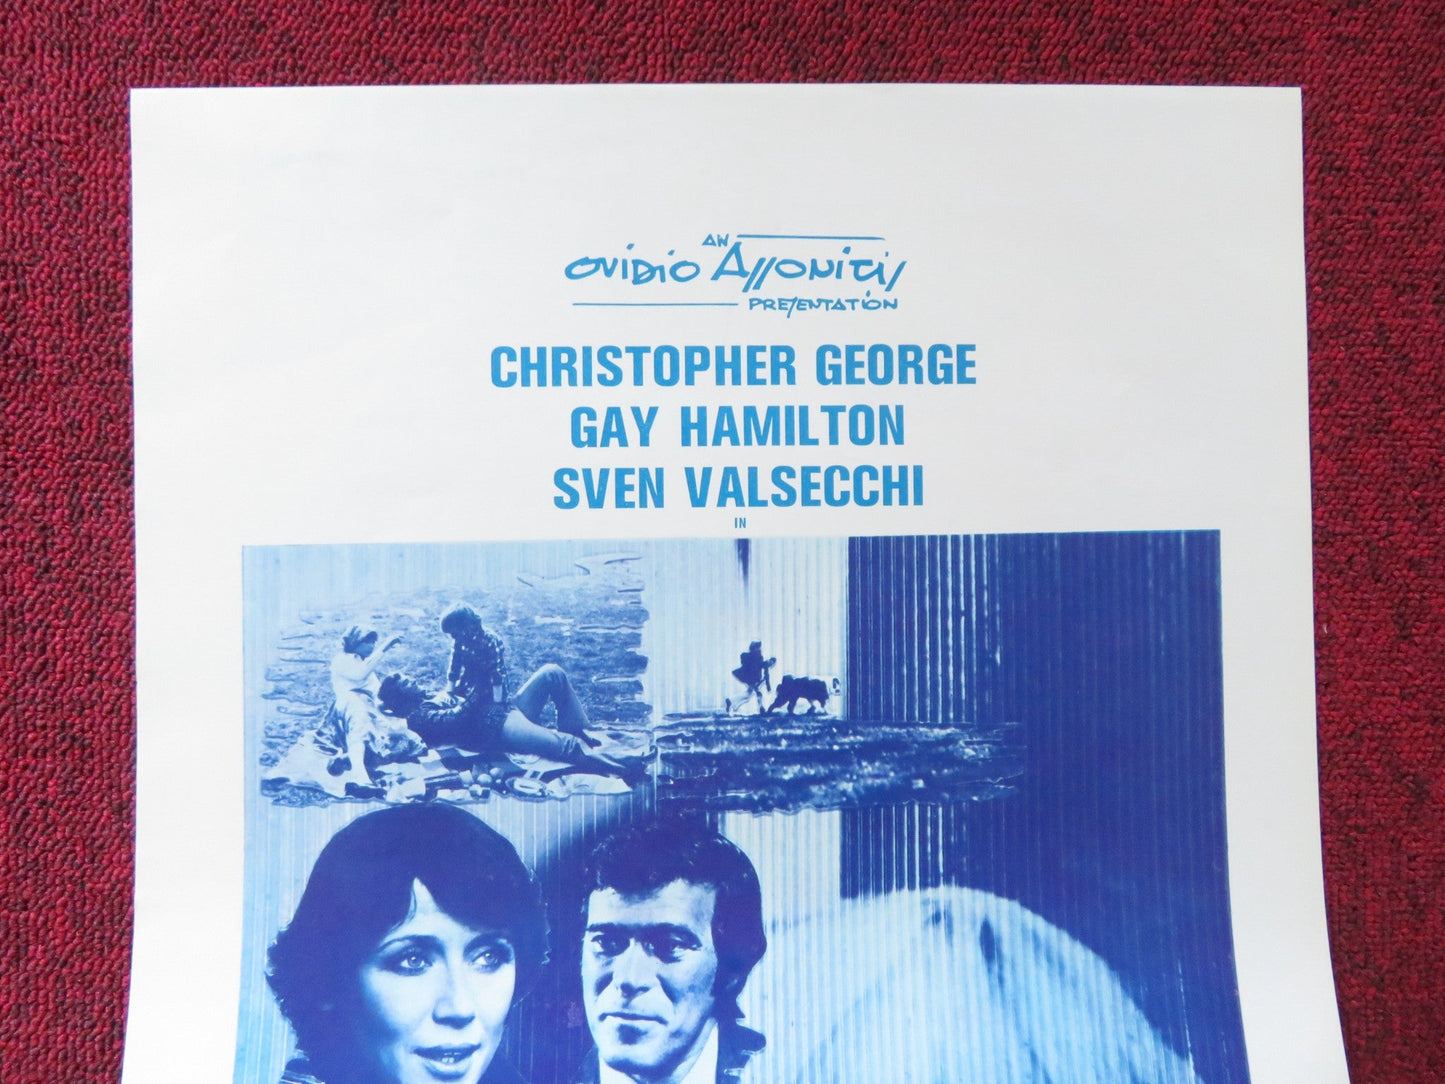 AN
OVIDIO ASSONITIS
PRESENTATION
CHRISTOPHER GEORGE
GAY HAMILTON
SVEN VALSECCHI
IN